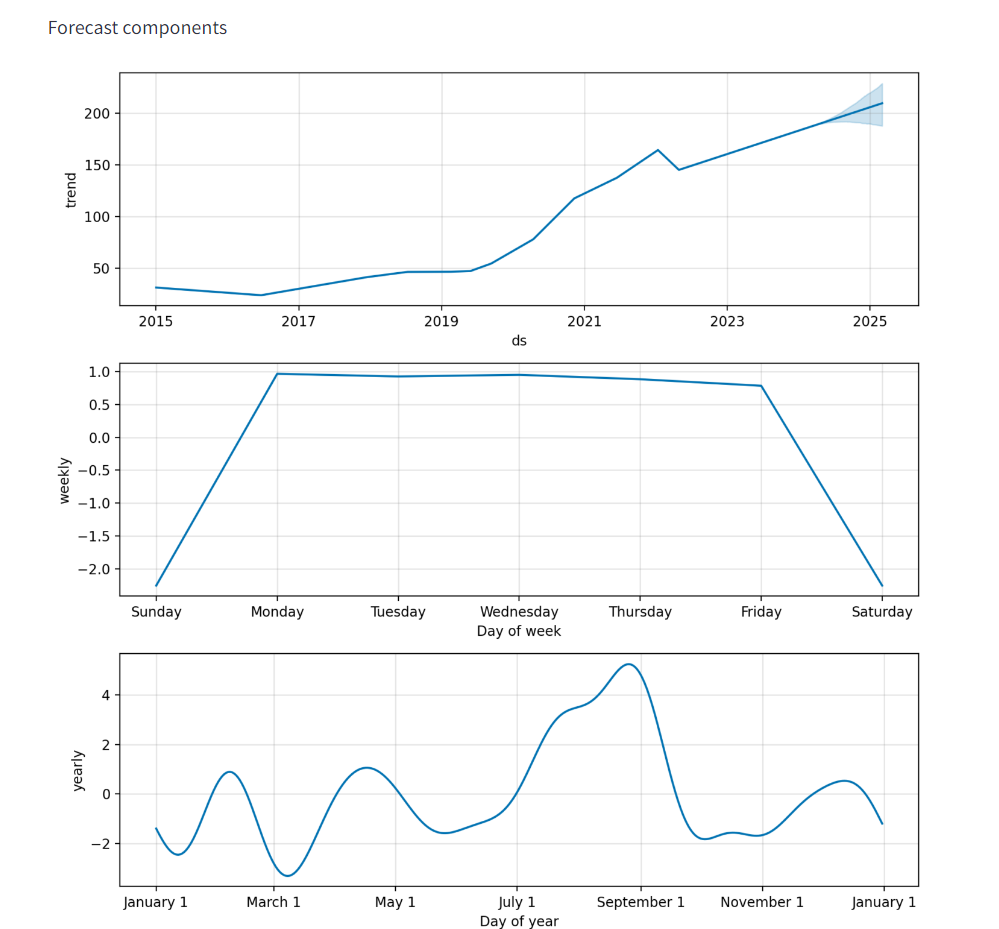 Forecast components
200
150
100
50
trend
2015 2017 2019 2021 2023 2025
ds
1.0
0.5
0.0
−0.5
−1.0
−1.5
−2.0
weekly
Sunday Monday Tuesday Wednesday Thursday Friday Saturday
Day of week
4
2
0
−2
yearly
January 1 March 1 May 1 July 1 September 1 November 1 January 1
Day of year